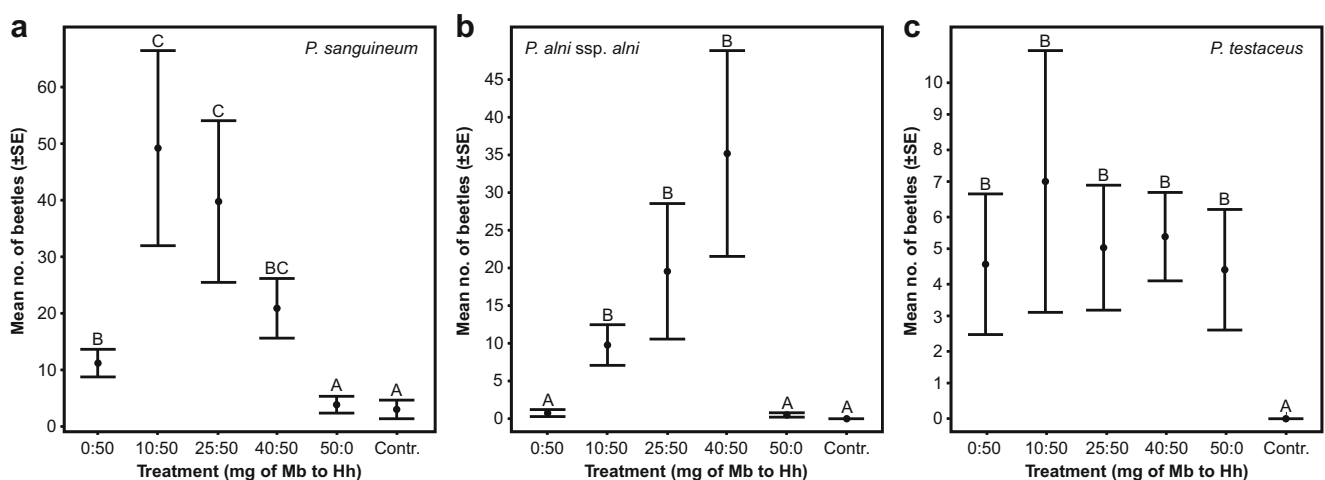 a
P. sanguineum
Mean no. of beetles (±SE)
60
50
40
30
20
10
0
B
C
C
BC
A
A
0:50 10:50 25:50 40:50 50:0 Contr.
Treatment (mg of Mb to Hh)
b
P. alni ssp. alni
Mean no. of beetles (±SE)
45
40
35
30
25
20
15
10
5
0
A
B
B
B
A
A
0:50 10:50 25:50 40:50 50:0 Contr.
Treatment (mg of Mb to Hh)
c
P. testaceus
Mean no. of beetles (±SE)
10
9
8
7
6
5
4
3
2
1
0
B
B
B
B
B
A
0:50 10:50 25:50 40:50 50:0 Contr.
Treatment (mg of Mb to Hh)